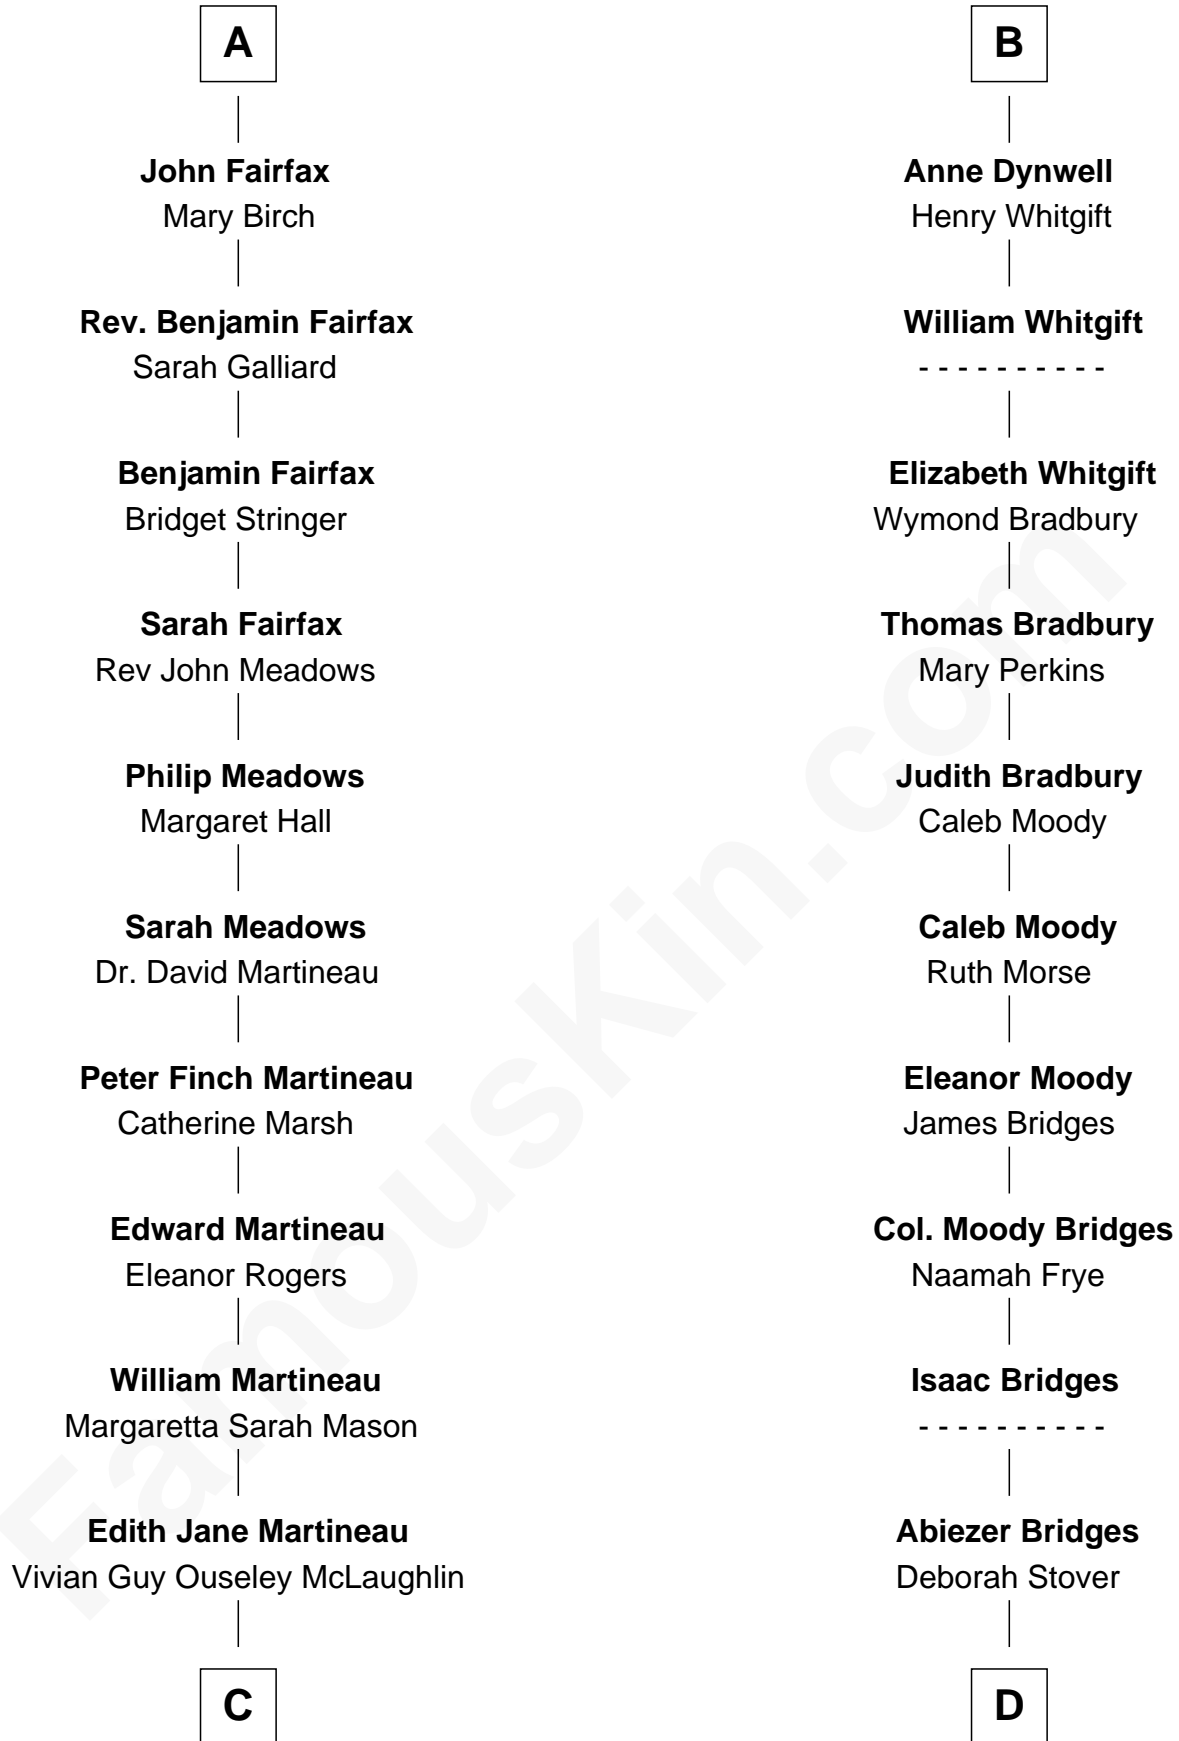 A
John Fairfax
Mary Birch
Rev. Benjamin Fairfax
Sarah Galliard
Benjamin Fairfax
Bridget Stringer
Sarah Fairfax
Rev John Meadows
Philip Meadows
Margaret Hall
Sarah Meadows
Dr. David Martineau
Peter Finch Martineau
Catherine Marsh
Edward Martineau
Eleanor Rogers
William Martineau
Margaretta Sarah Mason
Edith Jane Martineau
Vivian Guy Ouseley McLaughlin
C
B
Anne Dynwell
Henry Whitgift
William Whitgift
- - - - - - - - - -
Elizabeth Whitgift
Wymond Bradbury
Thomas Bradbury
Mary Perkins
Judith Bradbury
Caleb Moody
Caleb Moody
Ruth Morse
Eleanor Moody
James Bridges
Col. Moody Bridges
Naamah Frye
Isaac Bridges
- - - - - - - - - -
Abiezer Bridges
Deborah Stover
D
FamousKin.com